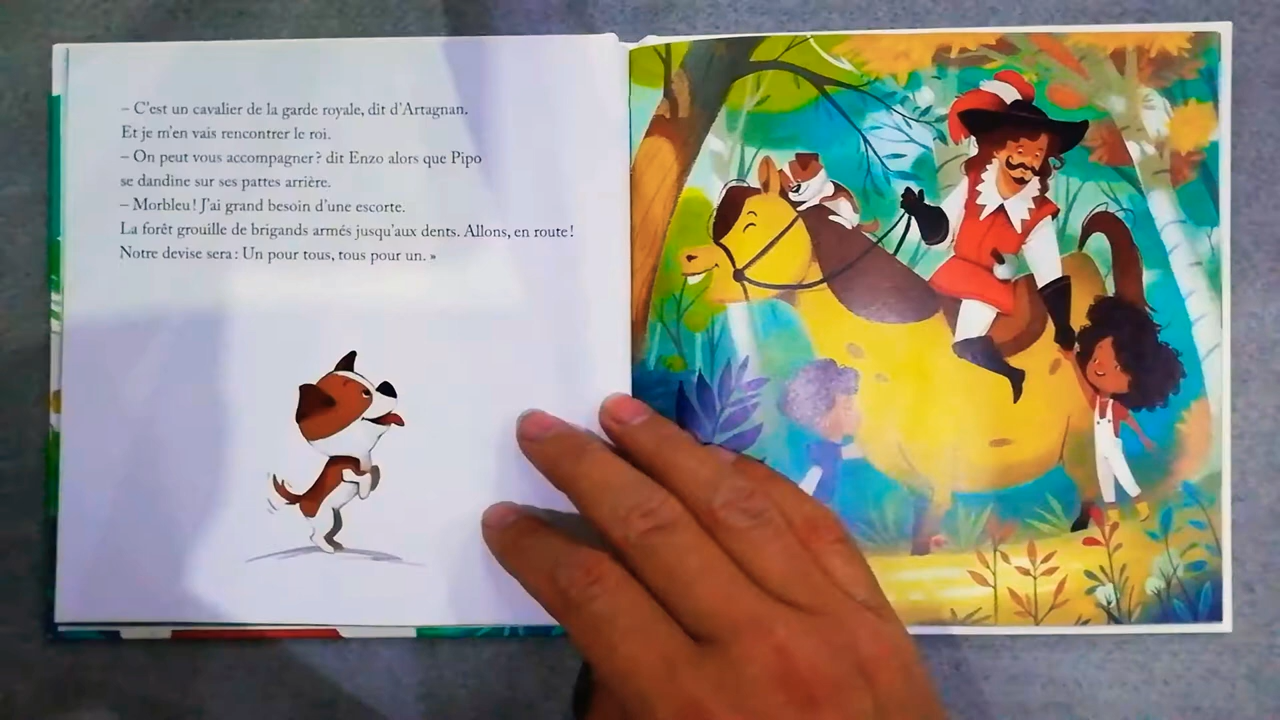 – C'est un cavalier de la garde royale, dit d'Artagnan.
Et je m'en vais rencontrer le roi.
– On peut vous accompagner ? dit Enzo alors que Pipo
se dandine sur ses pattes arrière.
– Morbleu ! J'ai grand besoin d'une escorte.
La forêt grouille de brigands armés jusqu'aux dents. Allons, en route !
Notre devise sera : Un pour tous, tous pour un. »